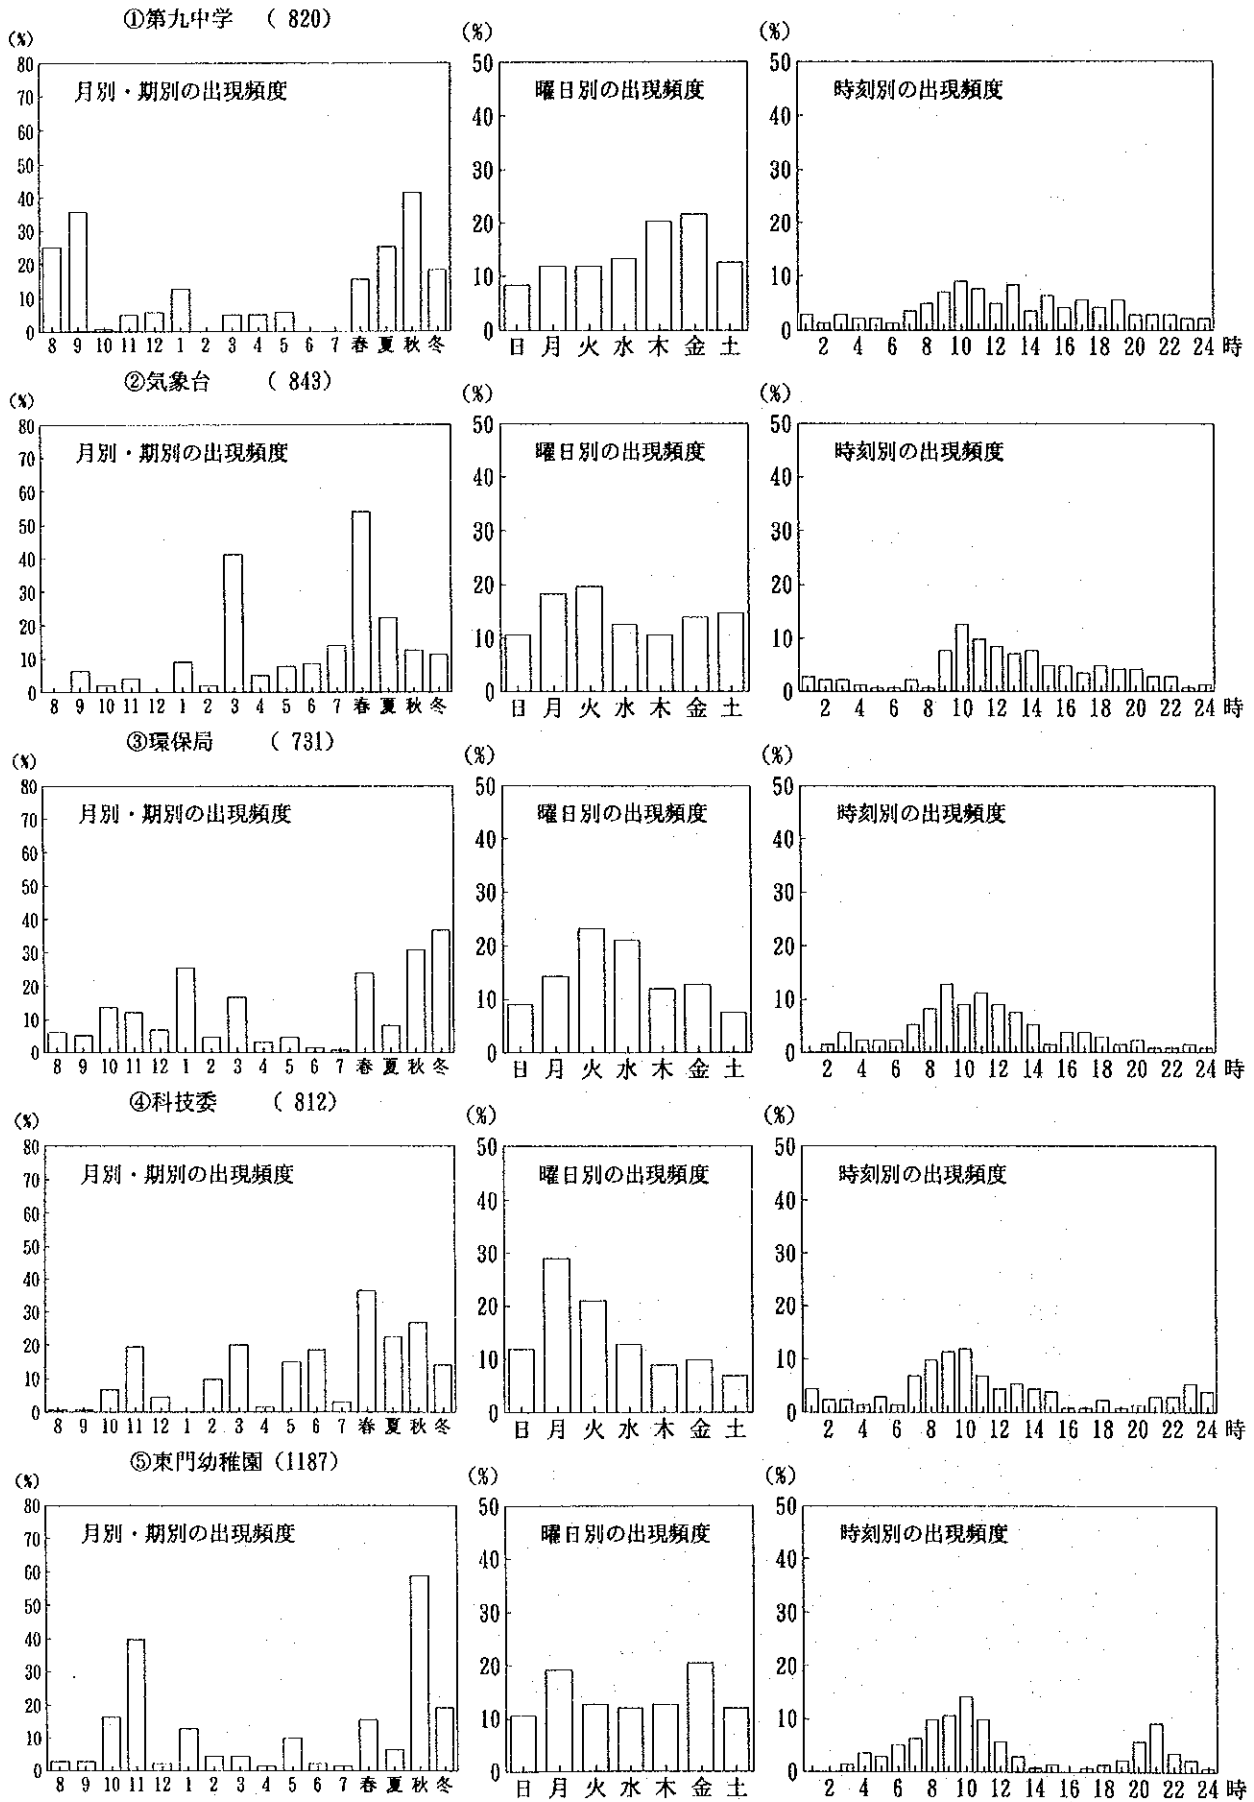 ①第九中学 ( 820)
(%) (%) (%)
月別・期別の出現頻度 曜日別の出現頻度 時刻別の出現頻度
80 70 60 50 40 30 20 10 0
50 40 30 20 10 0
50 40 30 20 10 0
8 9 10 11 12 1 2 3 4 5 6 7 春 夏 秋 冬 日 月 火 水 木 金 土 2 4 6 8 10 12 14 16 18 20 22 24 時
②気象台 ( 843)
(%) (%) (%)
月別・期別の出現頻度 曜日別の出現頻度 時刻別の出現頻度
80 70 60 50 40 30 20 10 0
50 40 30 20 10 0
50 40 30 20 10 0
8 9 10 11 12 1 2 3 4 5 6 7 春 夏 秋 冬 日 月 火 水 木 金 土 2 4 6 8 10 12 14 16 18 20 22 24 時
③環保局 ( 731)
(%) (%) (%)
月別・期別の出現頻度 曜日別の出現頻度 時刻別の出現頻度
80 70 60 50 40 30 20 10 0
50 40 30 20 10 0
50 40 30 20 10 0
8 9 10 11 12 1 2 3 4 5 6 7 春 夏 秋 冬 日 月 火 水 木 金 土 2 4 6 8 10 12 14 16 18 20 22 24 時
④科技委 ( 812)
(%) (%) (%)
月別・期別の出現頻度 曜日別の出現頻度 時刻別の出現頻度
80 70 60 50 40 30 20 10 0
50 40 30 20 10 0
50 40 30 20 10 0
8 9 10 11 12 1 2 3 4 5 6 7 春 夏 秋 冬 日 月 火 水 木 金 土 2 4 6 8 10 12 14 16 18 20 22 24 時
⑤東門幼稚園 (1187)
(%) (%) (%)
月別・期別の出現頻度 曜日別の出現頻度 時刻別の出現頻度
80 70 60 50 40 30 20 10 0
50 40 30 20 10 0
50 40 30 20 10 0
8 9 10 11 12 1 2 3 4 5 6 7 春 夏 秋 冬 日 月 火 水 木 金 土 2 4 6 8 10 12 14 16 18 20 22 24 時